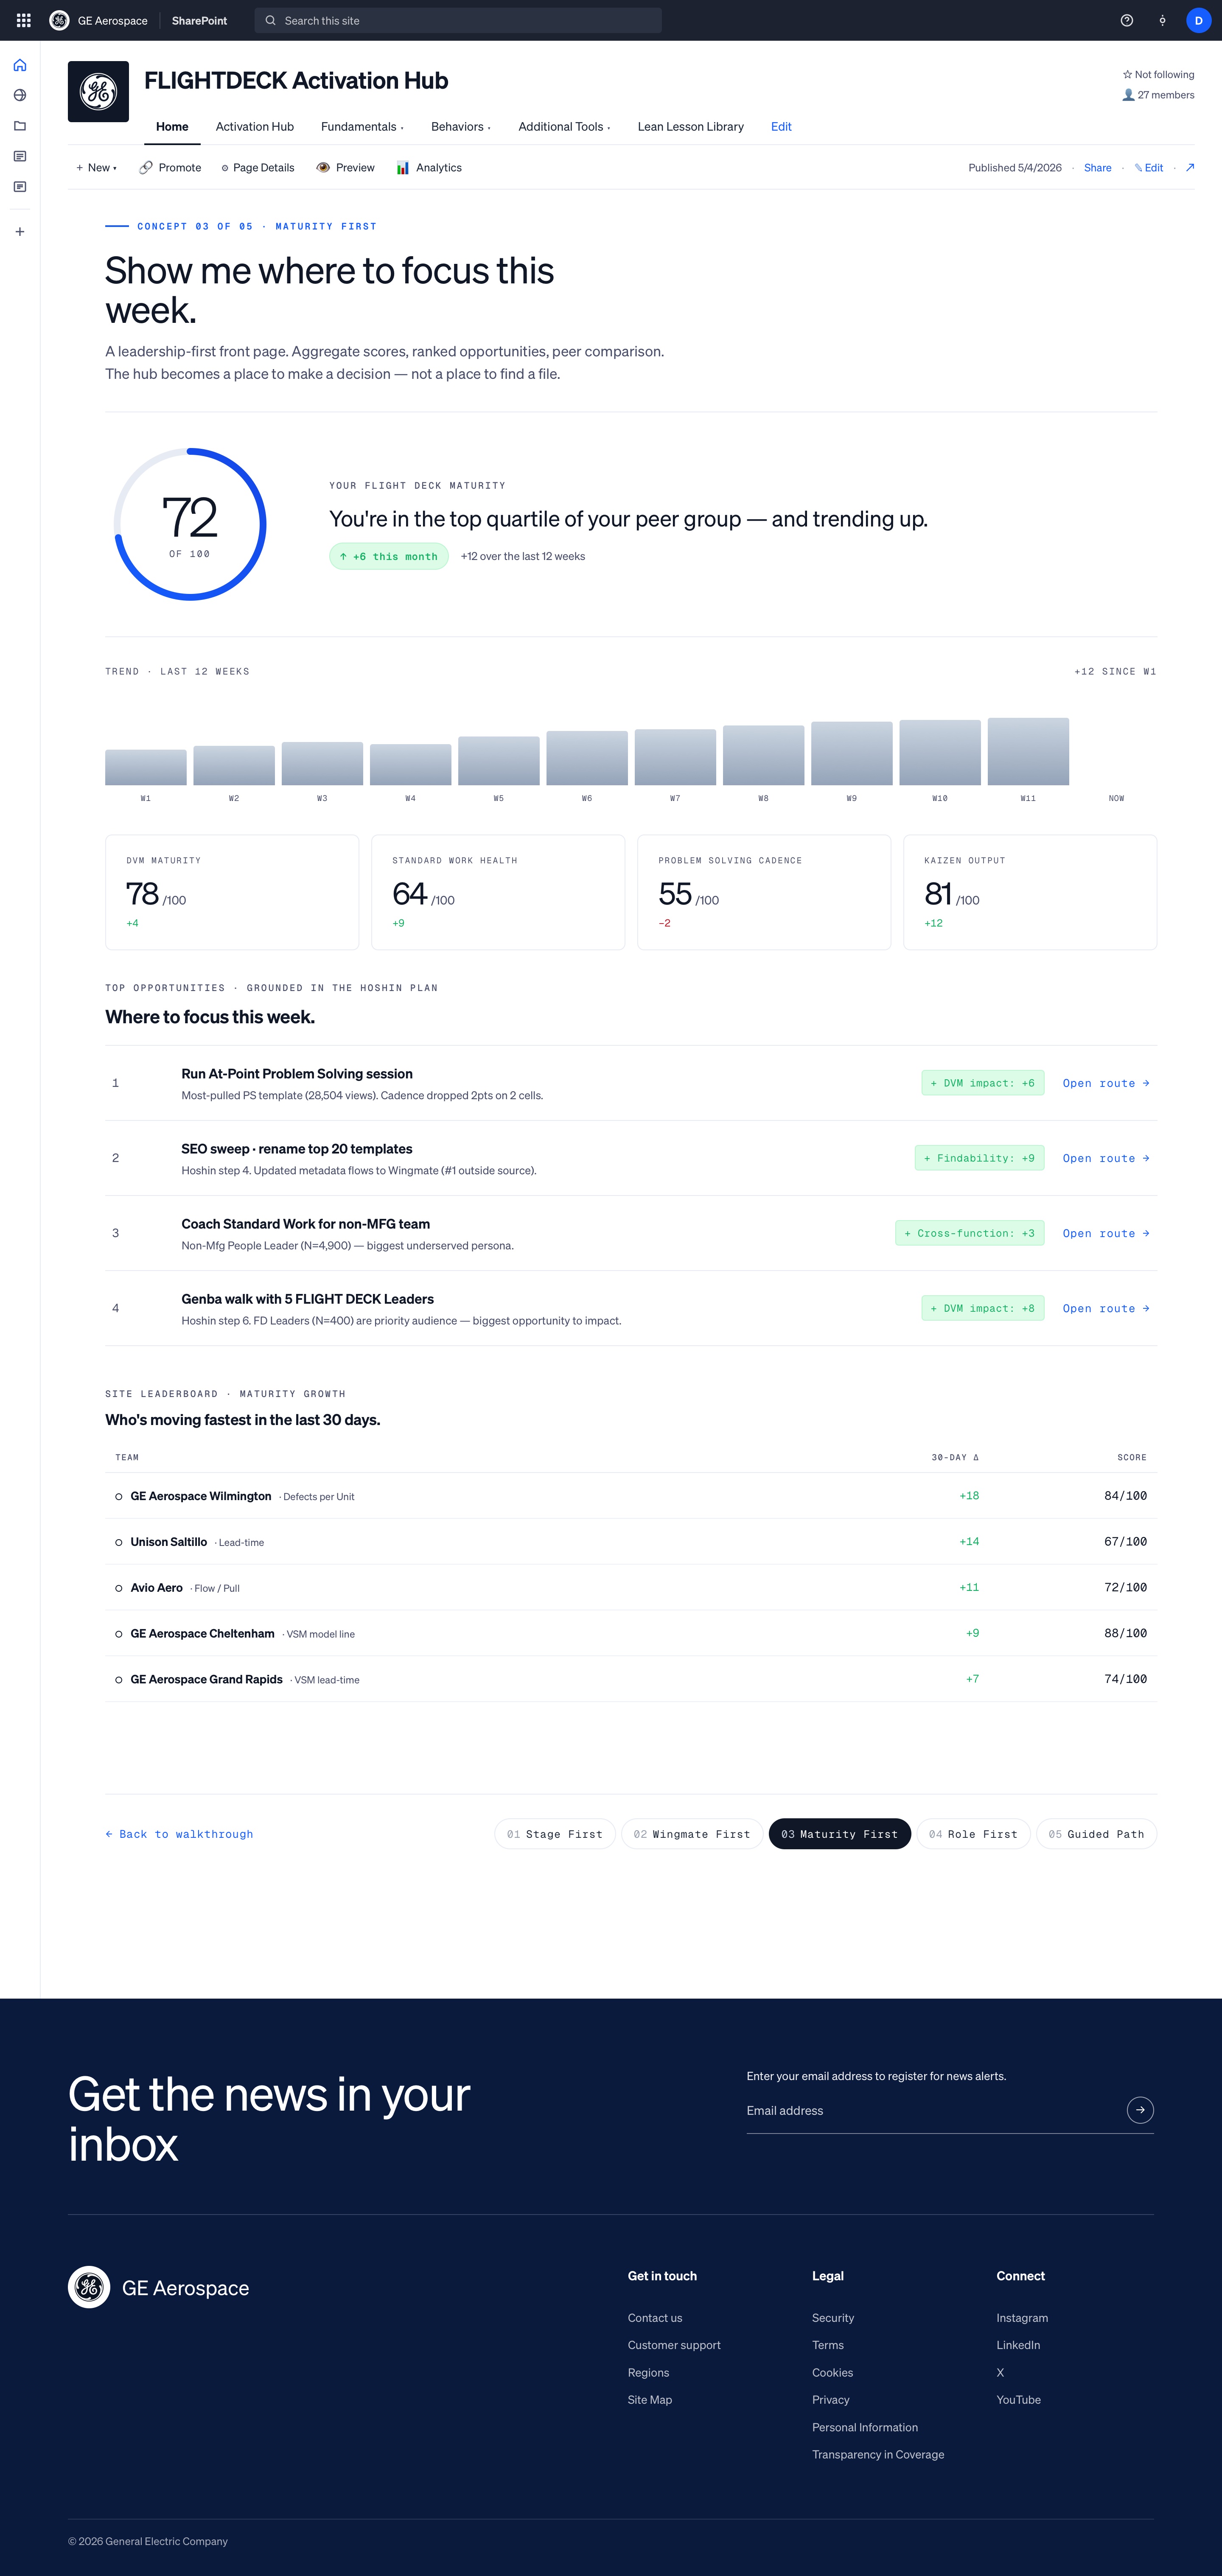 GE Aerospace
SharePoint
Search this site
D
FLIGHTDECK Activation Hub
☆ Not following
27 members
Home
Activation Hub
Fundamentals
Behaviors
Additional Tools
Lean Lesson Library
Edit
+ New
Promote
Page Details
Preview
Analytics
Published 5/4/2026 · Share · Edit ·
CONCEPT 03 OF 05 · MATURITY FIRST
Show me where to focus this
week.
A leadership-first front page. Aggregate scores, ranked opportunities, peer comparison.
The hub becomes a place to make a decision — not a place to find a file.
72
OF 100
YOUR FLIGHT DECK MATURITY
You're in the top quartile of your peer group — and trending up.
↑ +6 this month
+12 over the last 12 weeks
TREND · LAST 12 WEEKS
+12 SINCE W1
W1
W2
W3
W4
W5
W6
W7
W8
W9
W10
W11
NOW
DVM MATURITY
78 /100
+4
STANDARD WORK HEALTH
64 /100
+9
PROBLEM SOLVING CADENCE
55 /100
−2
KAIZEN OUTPUT
81 /100
+12
TOP OPPORTUNITIES · GROUNDED IN THE HOSHIN PLAN
Where to focus this week.
1
Run At-Point Problem Solving session
Most-pulled PS template (28,504 views). Cadence dropped 2pts on 2 cells.
+ DVM impact: +6
Open route →
2
SEO sweep · rename top 20 templates
Hoshin step 4. Updated metadata flows to Wingmate (#1 outside source).
+ Findability: +9
Open route →
3
Coach Standard Work for non-MFG team
Non-Mfg People Leader (N=4,900) — biggest underserved persona.
+ Cross-function: +3
Open route →
4
Genba walk with 5 FLIGHT DECK Leaders
Hoshin step 6. FD Leaders (N=400) are priority audience — biggest opportunity to impact.
+ DVM impact: +8
Open route →
SITE LEADERBOARD · MATURITY GROWTH
Who's moving fastest in the last 30 days.
TEAM
30-DAY Δ
SCORE
GE Aerospace Wilmington · Defects per Unit
+18
84/100
Unison Saltillo · Lead-time
+14
67/100
Avio Aero · Flow / Pull
+11
72/100
GE Aerospace Cheltenham · VSM model line
+9
88/100
GE Aerospace Grand Rapids · VSM lead-time
+7
74/100
← Back to walkthrough
01 Stage First
02 Wingmate First
03 Maturity First
04 Role First
05 Guided Path
Get the news in your
inbox
Enter your email address to register for news alerts.
Email address
GE Aerospace
Get in touch
Contact us
Customer support
Regions
Site Map
Legal
Security
Terms
Cookies
Privacy
Personal Information
Transparency in Coverage
Connect
Instagram
LinkedIn
X
YouTube
© 2026 General Electric Company